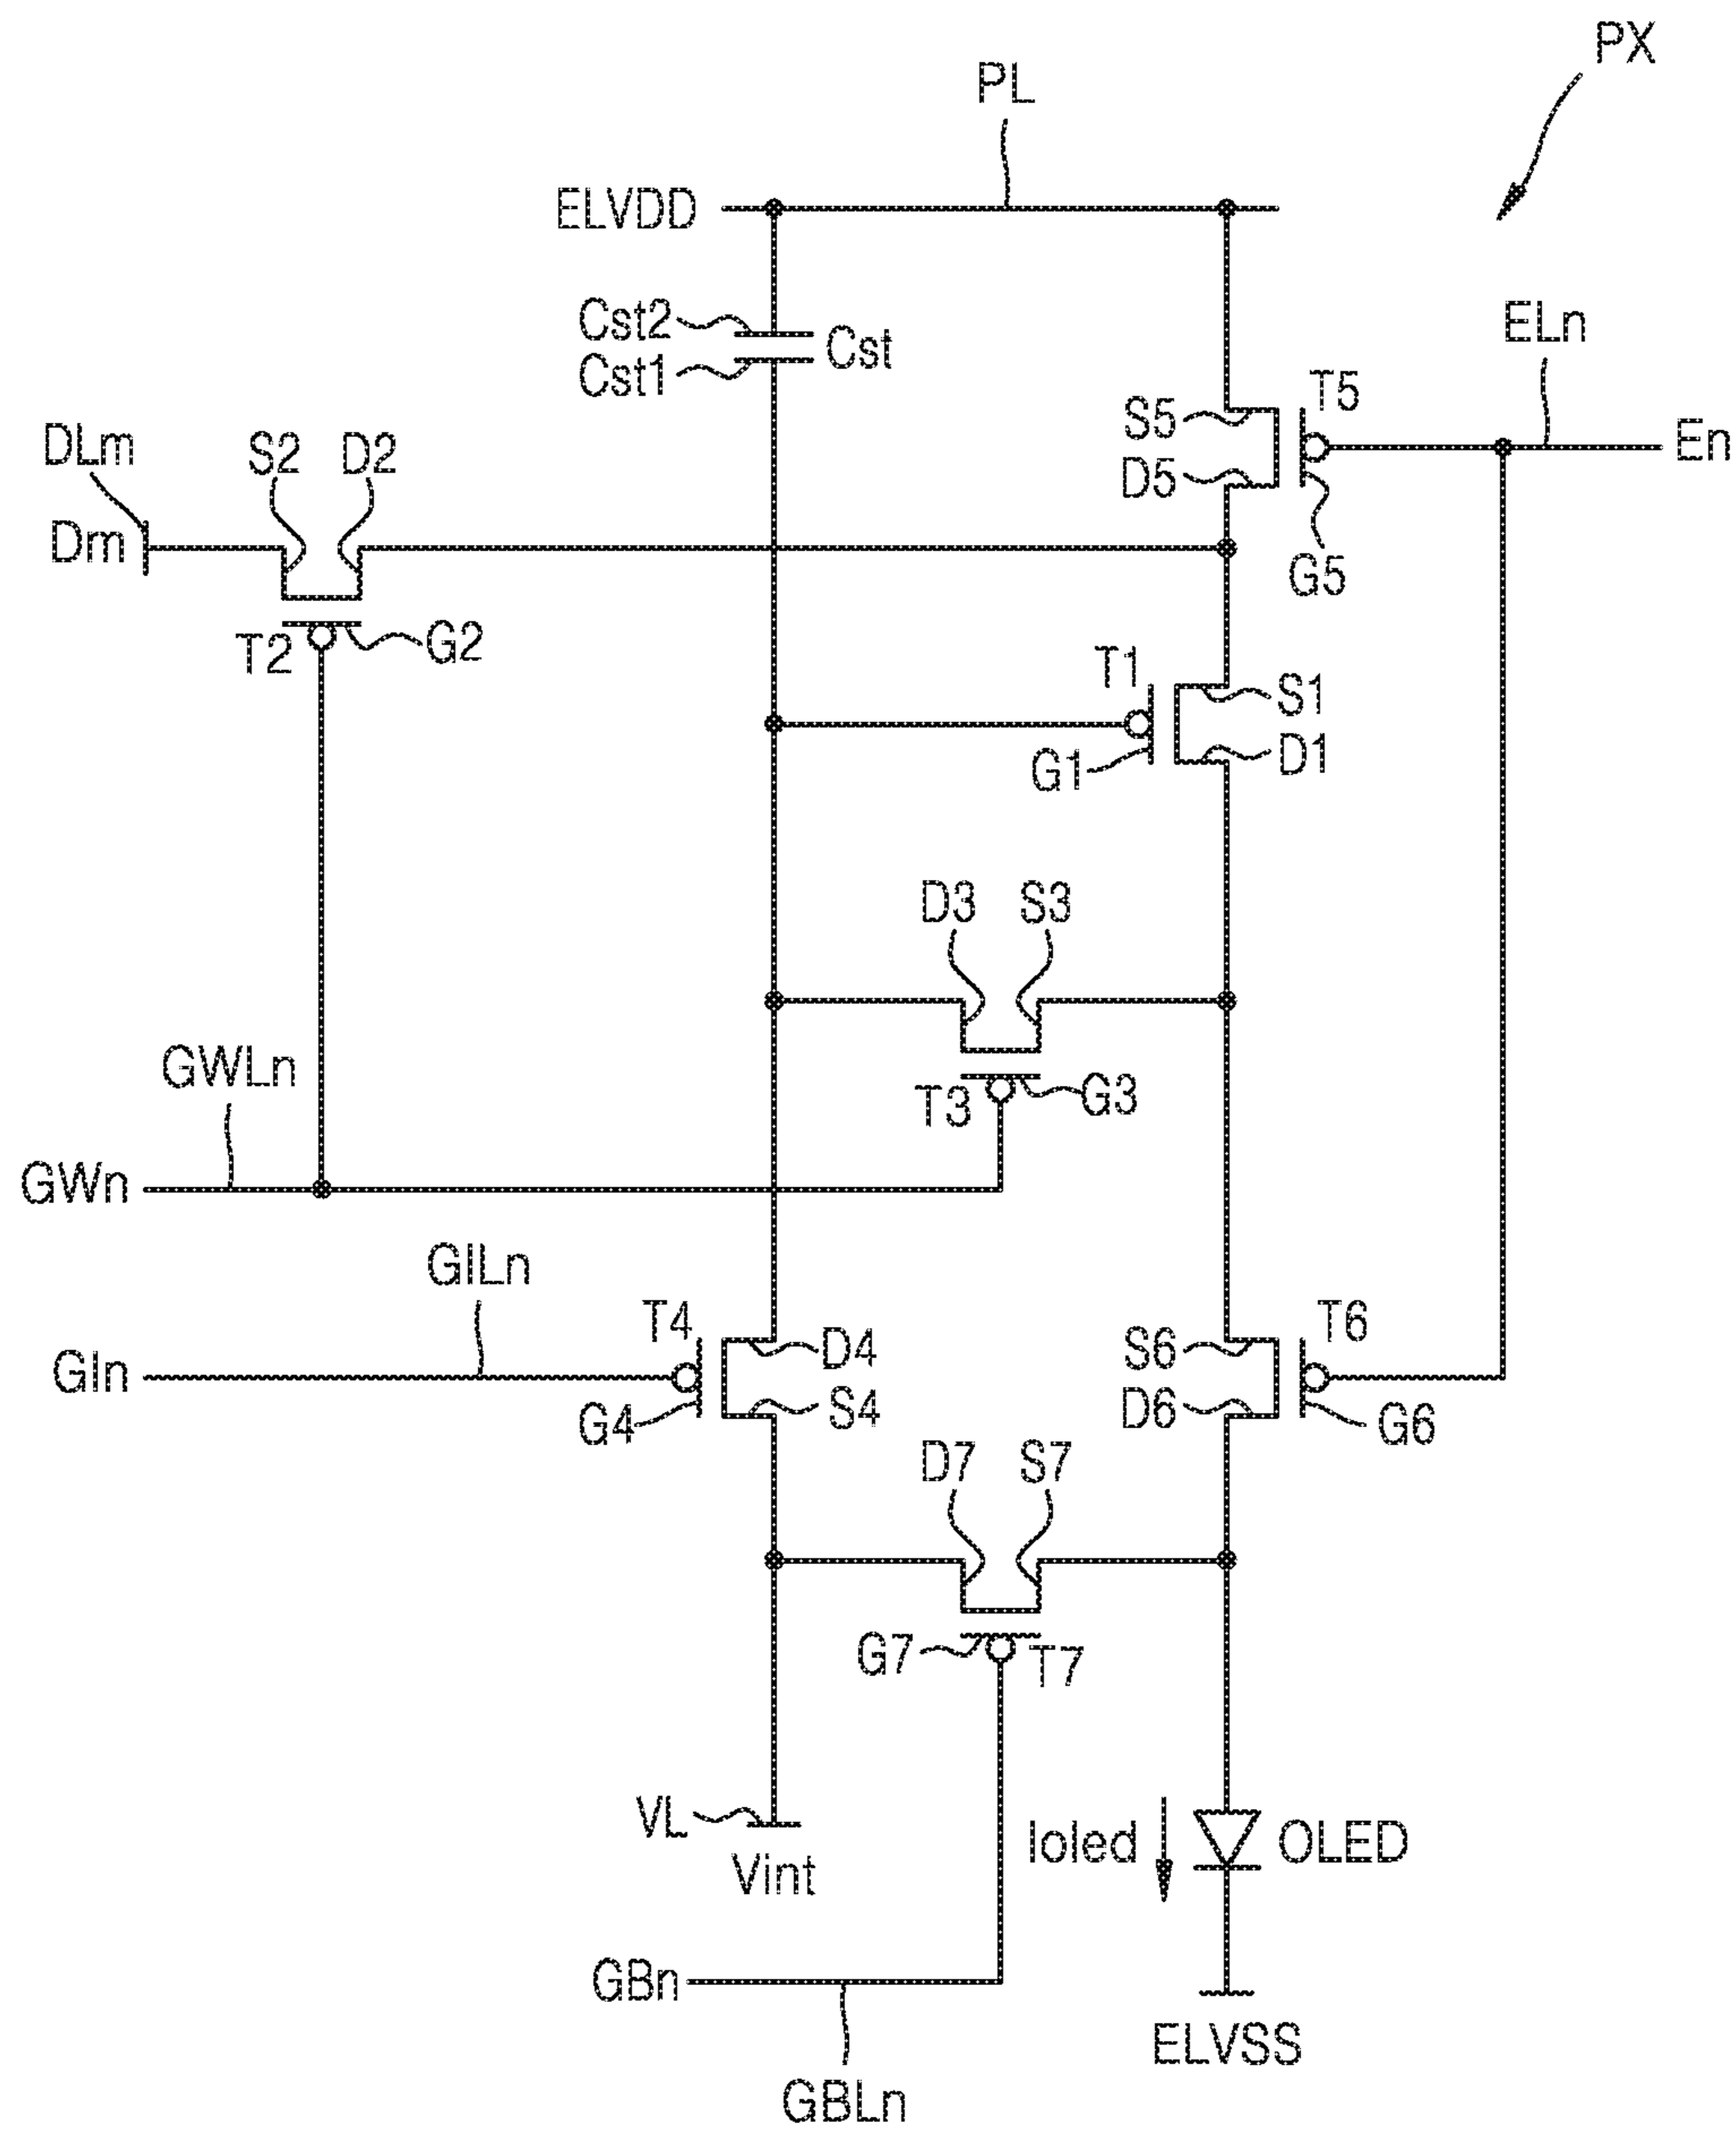 PX
PL
ELVDD
Cst2
Cst
Cst1
ELn
T5
S5
En
D5
G5
DLm
S2
D2
Dm
T2
G2
T1
S1
G1
D1
D3
S3
GWLn
T3
G3
GWn
GILn
T4
D4
S6
T6
GIn
G4
S4
D6
G6
D7
S7
G7
T7
VL
Vint
Ioled
OLED
GBn
ELVSS
GBLn